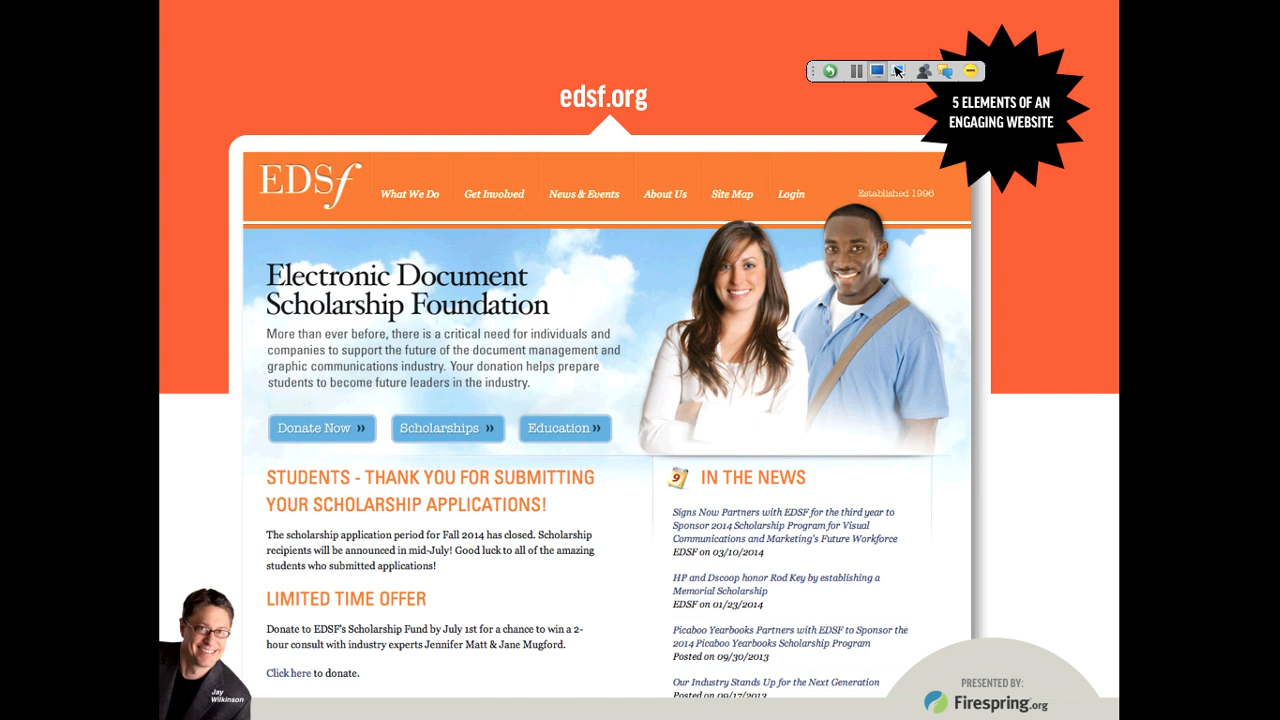 edsf.org
5 ELEMENTS OF AN
ENGAGING WEBSITE
EDSf
What We Do
Get Involved
News & Events
About Us
Site Map
Login
Established 1996
Electronic Document
Scholarship Foundation
More than ever before, there is a critical need for individuals and
companies to support the future of the document management and
graphic communications industry. Your donation helps prepare
students to become future leaders in the industry.
Donate Now »
Scholarships »
Education »
STUDENTS - THANK YOU FOR SUBMITTING
YOUR SCHOLARSHIP APPLICATIONS!
The scholarship application period for Fall 2014 has closed. Scholarship
recipients will be announced in mid-July! Good luck to all of the amazing
students who submitted applications!
LIMITED TIME OFFER
Donate to EDSF's Scholarship Fund by July 1st for a chance to win a 2-
hour consult with industry experts Jennifer Matt & Jane Mugford.
Click here to donate.
9
IN THE NEWS
Signs Now Partners with EDSF for the third year to
Sponsor 2014 Scholarship Program for Visual
Communications and Marketing's Future Workforce
EDSF on 03/10/2014
HP and Dscoop honor Rod Key by establishing a
Memorial Scholarship
EDSF on 01/23/2014
Picaboo Yearbooks Partners with EDSF to Sponsor the
2014 Picaboo Yearbooks Scholarship Program
Posted on 09/30/2013
Our Industry Stands Up for the Next Generation
Posted on 09/17/2013
Jay
Wilkinson
PRESENTED BY:
Firespring.org